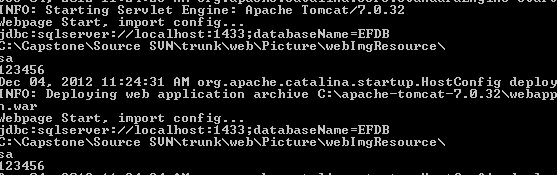 INFO: Starting Servlet Engine: Apache Tomcat/7.0.32
Webpage Start, import config...
jdbc:sqlserver://localhost:1433;databaseName=EFDB
C:\Capstone\Source SVN\trunk\web\Picture\webImgResource\
sa
123456
Dec 04, 2012 11:24:31 AM org.apache.catalina.startup.HostConfig deploy
INFO: Deploying web application archive C:\apache-tomcat-7.0.32\webapp
n.war
Webpage Start, import config...
jdbc:sqlserver://localhost:1433;databaseName=EFDB
C:\Capstone\Source SVN\trunk\web\Picture\webImgResource\
sa
123456